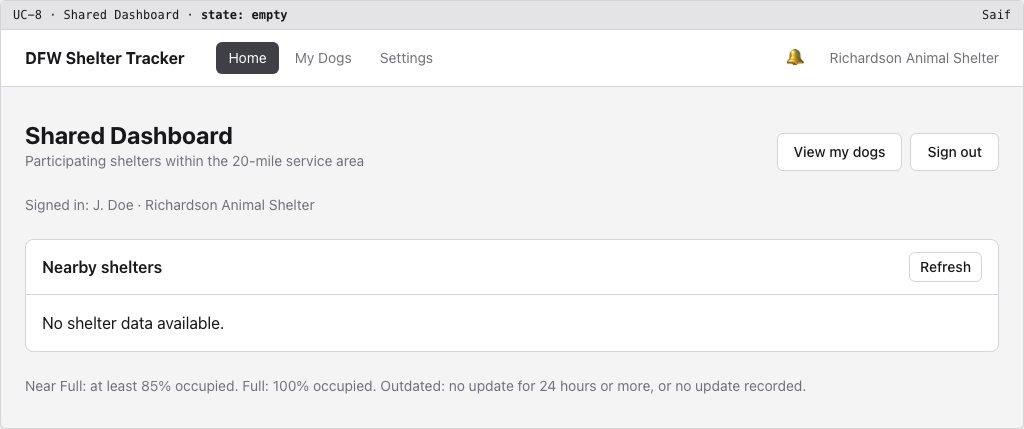 UC-8 · Shared Dashboard · state: empty Saif
DFW Shelter Tracker Home My Dogs Settings 🔔 Richardson Animal Shelter
Shared Dashboard
Participating shelters within the 20-mile service area
View my dogs Sign out
Signed in: J. Doe · Richardson Animal Shelter
Nearby shelters Refresh
No shelter data available.
Near Full: at least 85% occupied. Full: 100% occupied. Outdated: no update for 24 hours or more, or no update recorded.